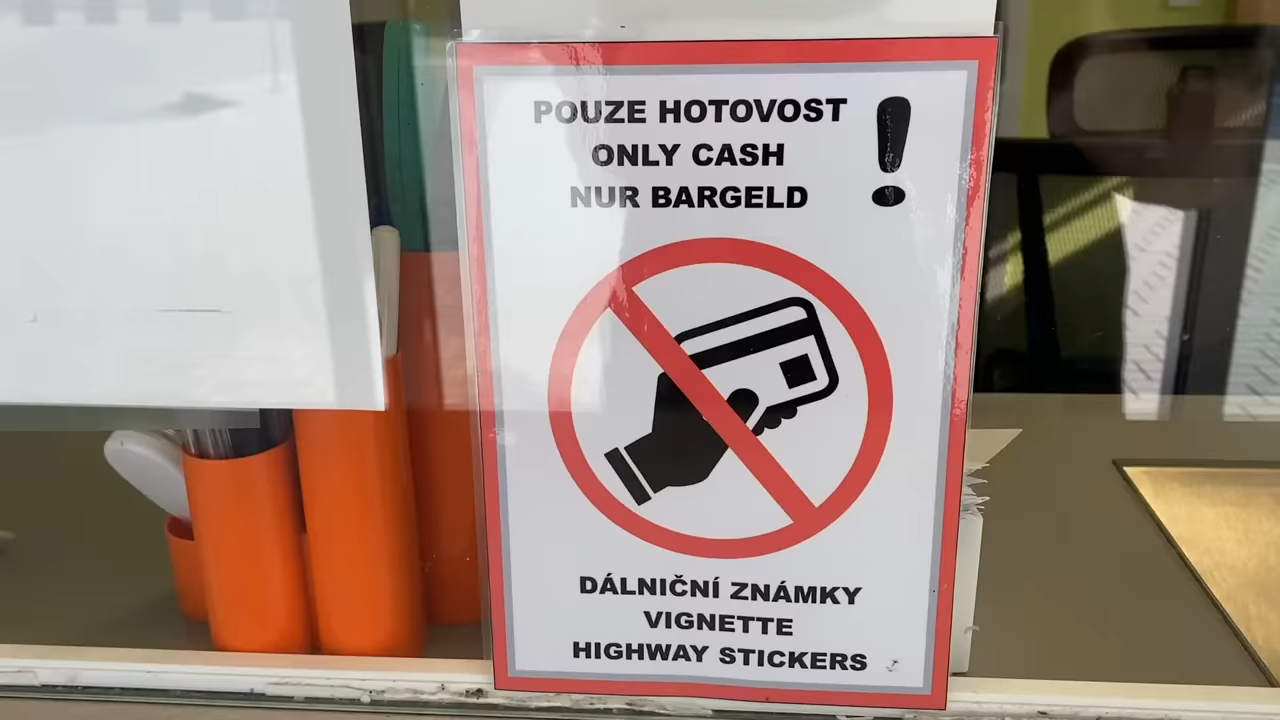 POUZE HOTOVOST
ONLY CASH
NUR BARGELD
!
DÁLNIČNÍ ZNÁMKY
VIGNETTE
HIGHWAY STICKERS